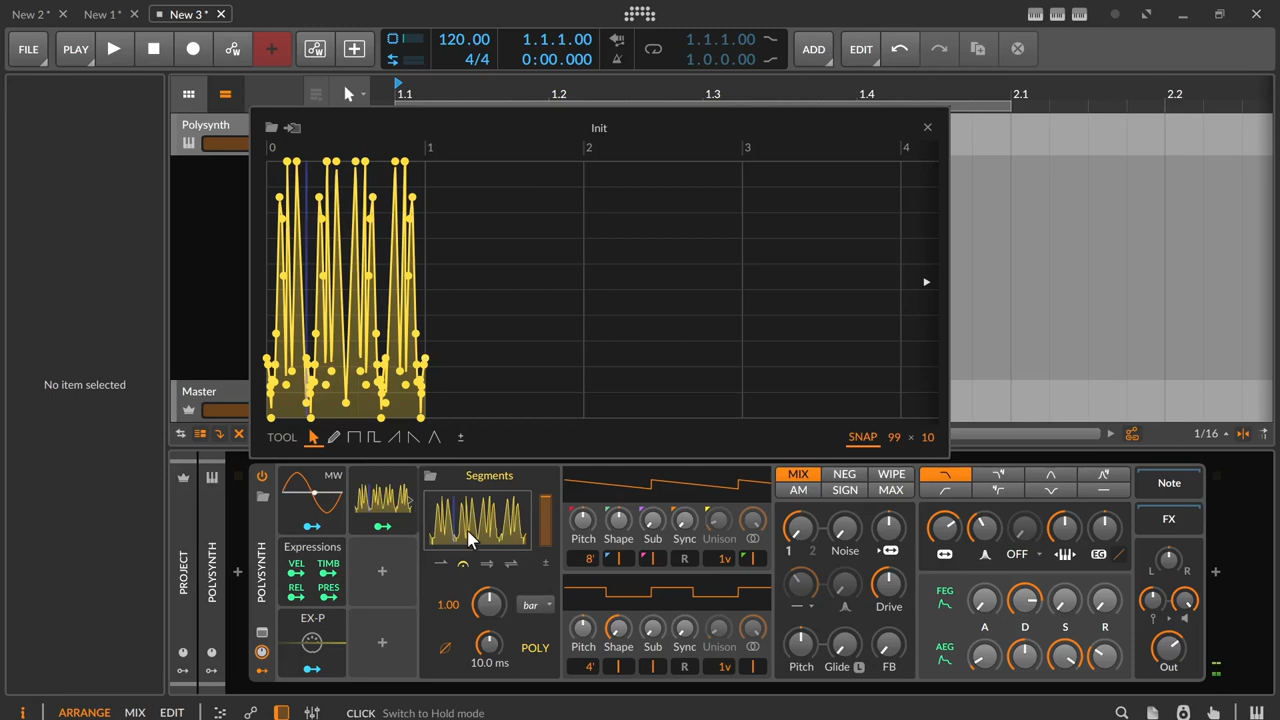 New 2 *
New 1 *
New 3 *
FILE
PLAY
120.00
4/4
1.1.1.00
0:00.000
1.1.1.00
1.0.0.00
ADD
EDIT
1.1
1.2
1.3
1.4
2.1
2.2
Polysynth
Init
0
1
2
3
4
No item selected
Master
TOOL
SNAP 99 × 10
1/16
PROJECT
POLYSYNTH
POLYSYNTH
MW
Segments
Expressions
VEL TIMB
REL PRES
EX-P
1.00
bar
10.0 ms
POLY
Pitch Shape Sub Sync Unison
8' R 1v
Pitch Shape Sub Sync Unison
4' R 1v
MIX NEG WIPE
AM SIGN MAX
1 2 Noise
Drive
Pitch Glide L FB
OFF EG
FEG
A D S R
AEG
Note
FX
L R
Out
i ARRANGE MIX EDIT
CLICK Switch to Hold mode